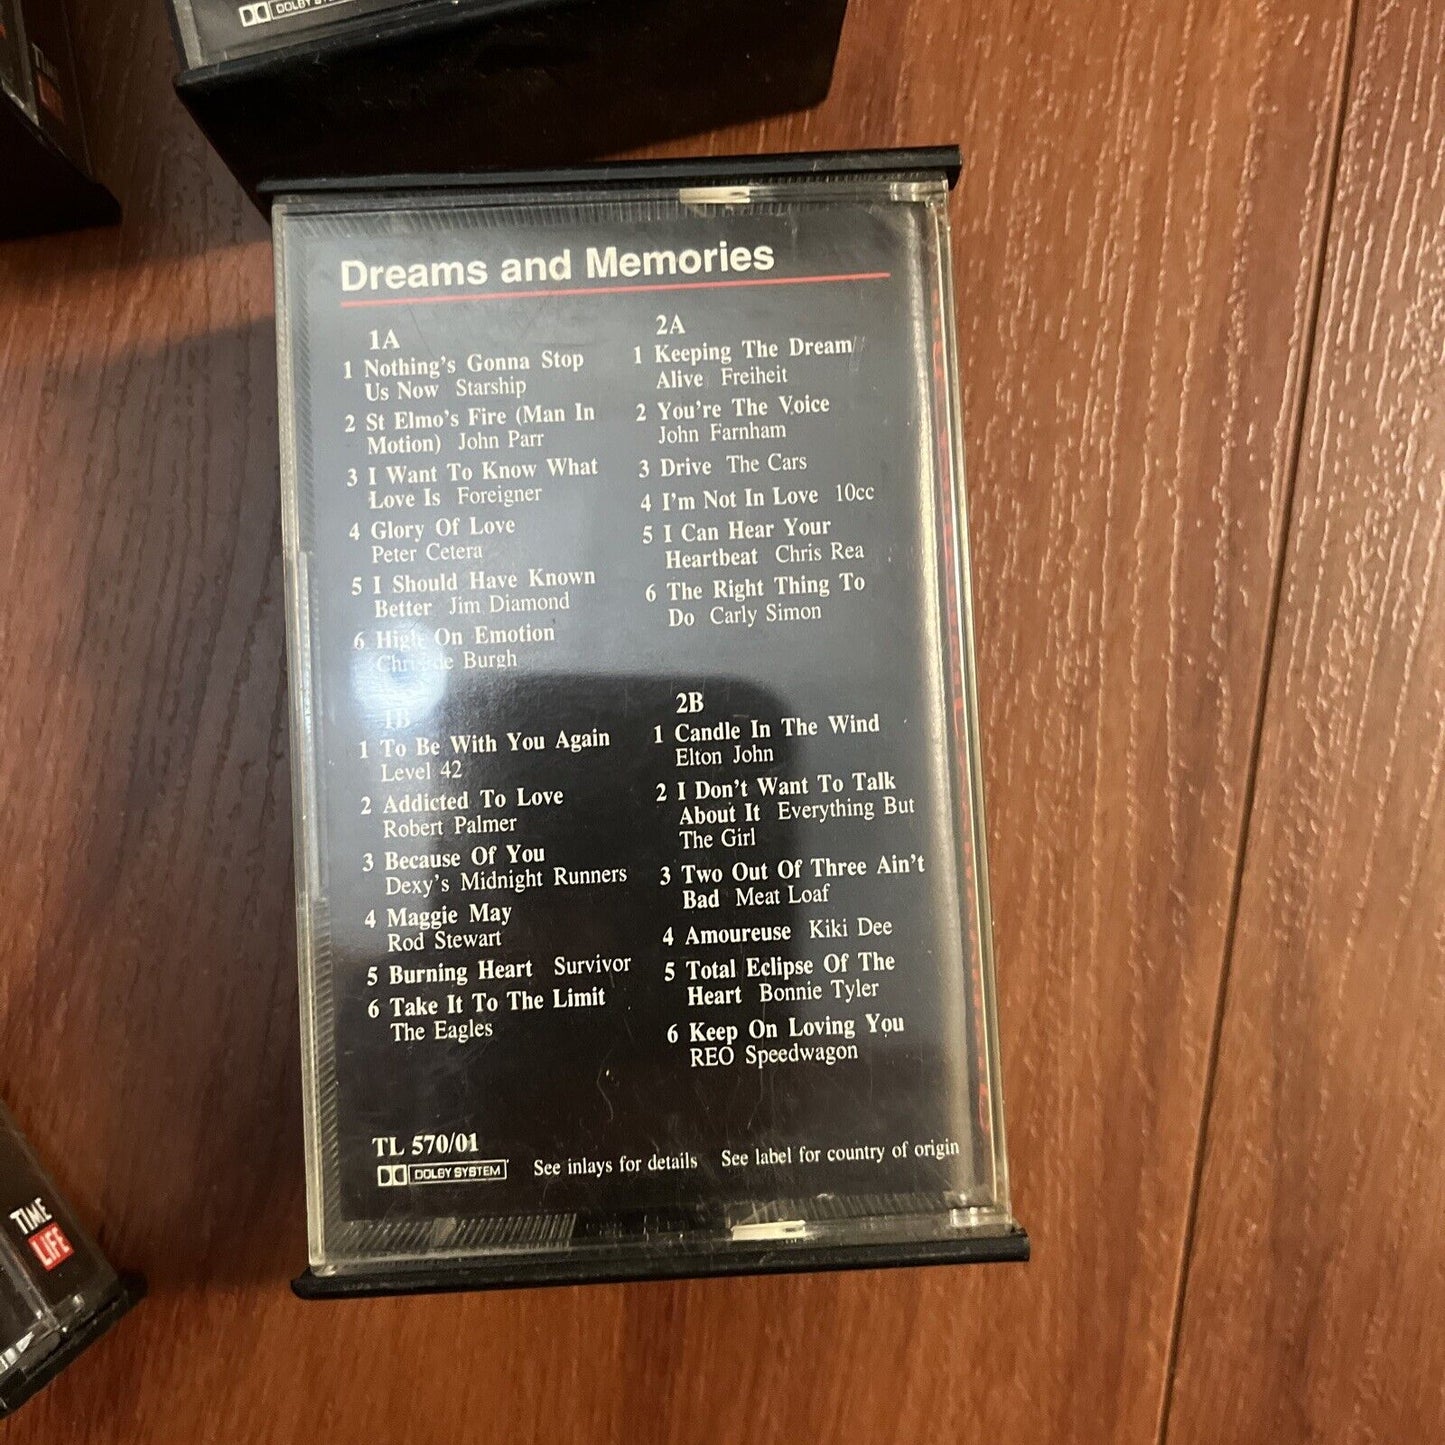 DOLBY
Dreams and Memories
1A
1 Nothing's Gonna Stop
Us Now Starship
2 St Elmo's Fire (Man In
Motion) John Parr
3 I Want To Know What
Love Is Foreigner
4 Glory Of Love
Peter Cetera
5 I Should Have Known
Better Jim Diamond
6 High On Emotion
Chris de Burgh
1B
1 To Be With You Again
Level 42
2 Addicted To Love
Robert Palmer
3 Because Of You
Dexy's Midnight Runners
4 Maggie May
Rod Stewart
5 Burning Heart Survivor
6 Take It To The Limit
The Eagles
2A
1 Keeping The Dream
Alive Freiheit
2 You're The Voice
John Farnham
3 Drive The Cars
4 I'm Not In Love 10cc
5 I Can Hear Your
Heartbeat Chris Rea
6 The Right Thing To
Do Carly Simon
2B
1 Candle In The Wind
Elton John
2 I Don't Want To Talk
About It Everything But
The Girl
3 Two Out Of Three Ain't
Bad Meat Loaf
4 Amoureuse Kiki Dee
5 Total Eclipse Of The
Heart Bonnie Tyler
6 Keep On Loving You
REO Speedwagon
TL 570/01
DOLBY SYSTEM See inlays for details See label for country of origin
TIME
LIFE